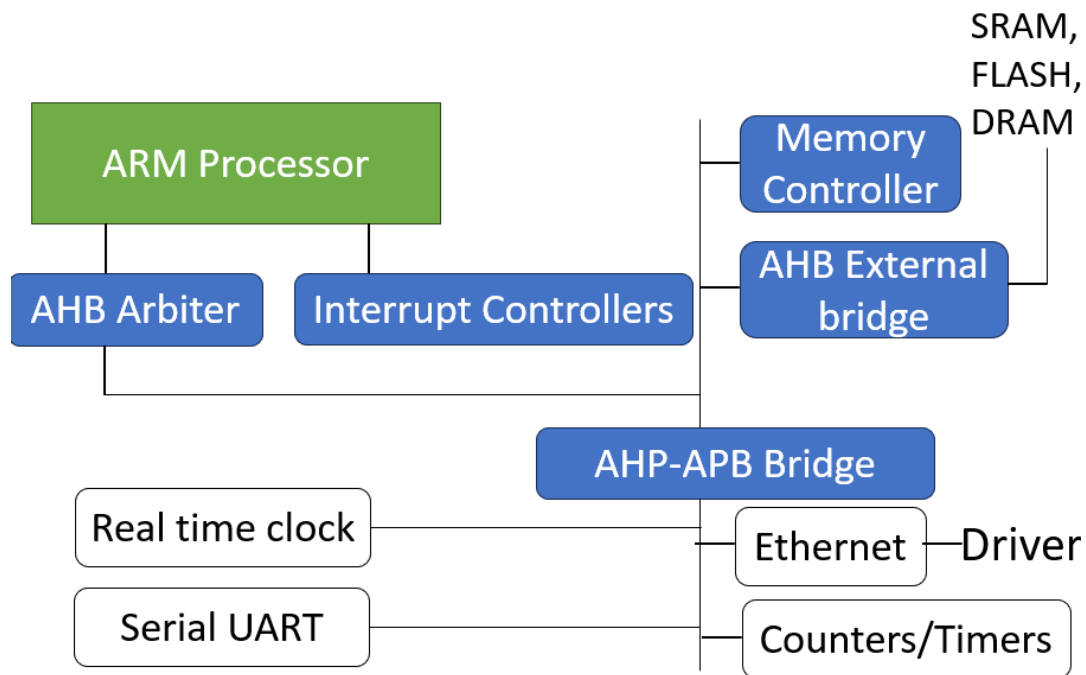 SRAM,
FLASH,
DRAM
ARM Processor
Memory
Controller
AHB Arbiter
Interrupt Controllers
AHB External
bridge
AHP-APB Bridge
Real time clock
Ethernet
Driver
Serial UART
Counters/Timers